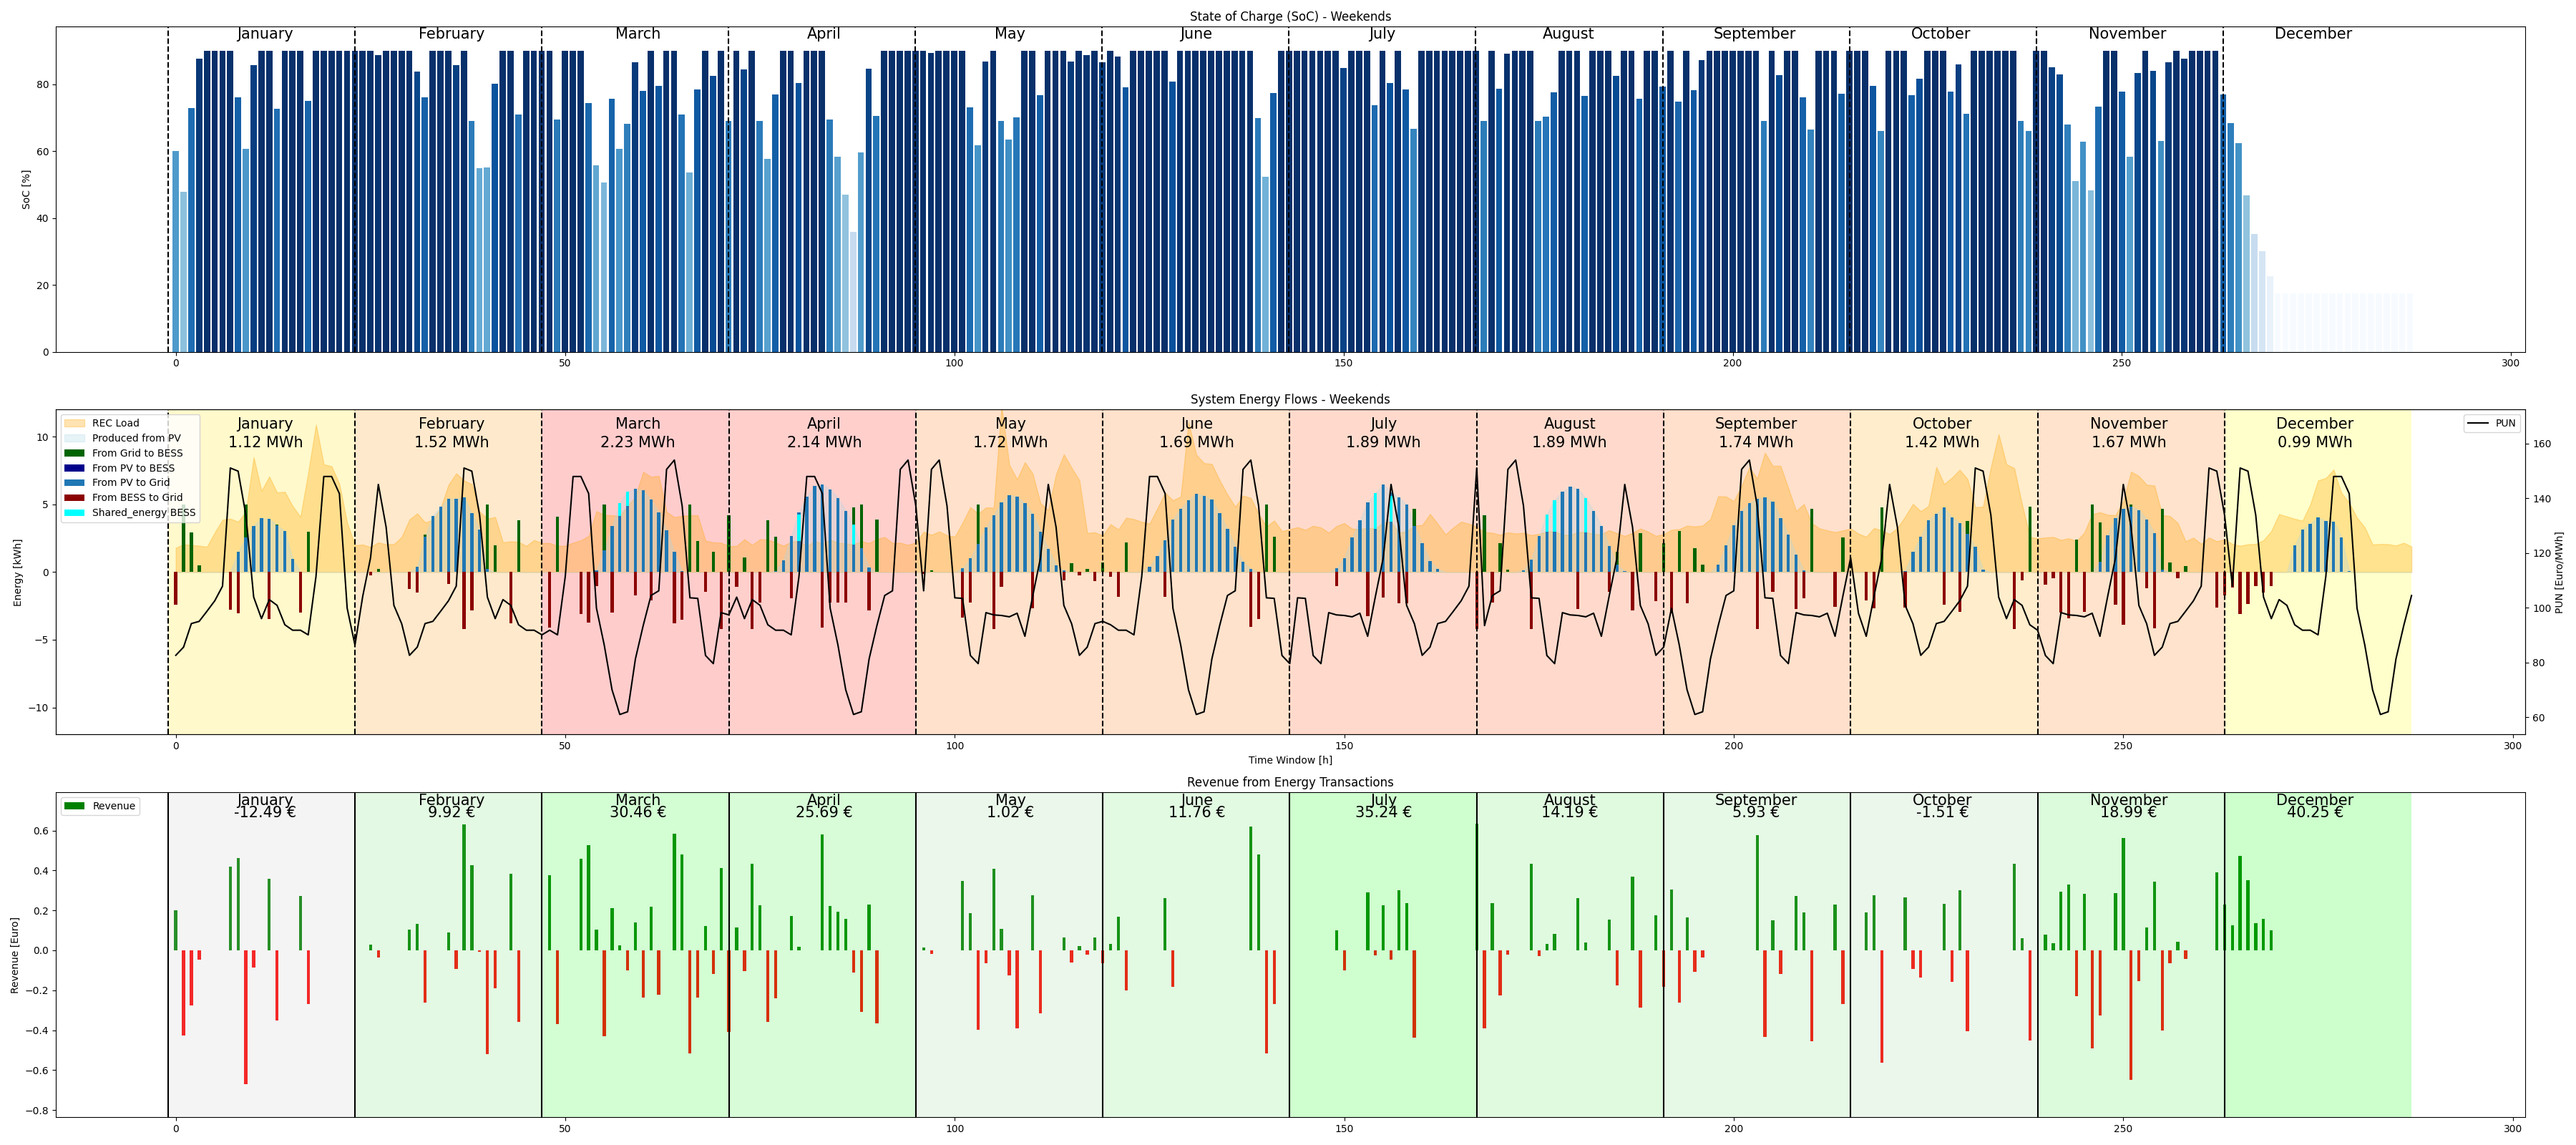 State of Charge (SoC) - Weekends
January February March April May June July August September October November December
SoC [%]
80
60
40
20
0
0 50 100 150 200 250 300
System Energy Flows - Weekends
REC Load
Produced from PV
From Grid to BESS
From PV to BESS
From PV to Grid
From BESS to Grid
Shared_energy BESS
PUN
January February March April May June July August September October November December
1.12 MWh 1.52 MWh 2.23 MWh 2.14 MWh 1.72 MWh 1.69 MWh 1.89 MWh 1.89 MWh 1.74 MWh 1.42 MWh 1.67 MWh 0.99 MWh
Energy [kWh]
10
5
0
−5
−10
PUN [Euro/MWh]
160
140
120
100
80
60
0 50 100 150 200 250 300
Time Window [h]
Revenue from Energy Transactions
Revenue
January February March April May June July August September October November December
-12.49 € 9.92 € 30.46 € 25.69 € 1.02 € 11.76 € 35.24 € 14.19 € 5.93 € -1.51 € 18.99 € 40.25 €
Revenue [Euro]
0.6
0.4
0.2
0.0
−0.2
−0.4
−0.6
−0.8
0 50 100 150 200 250 300